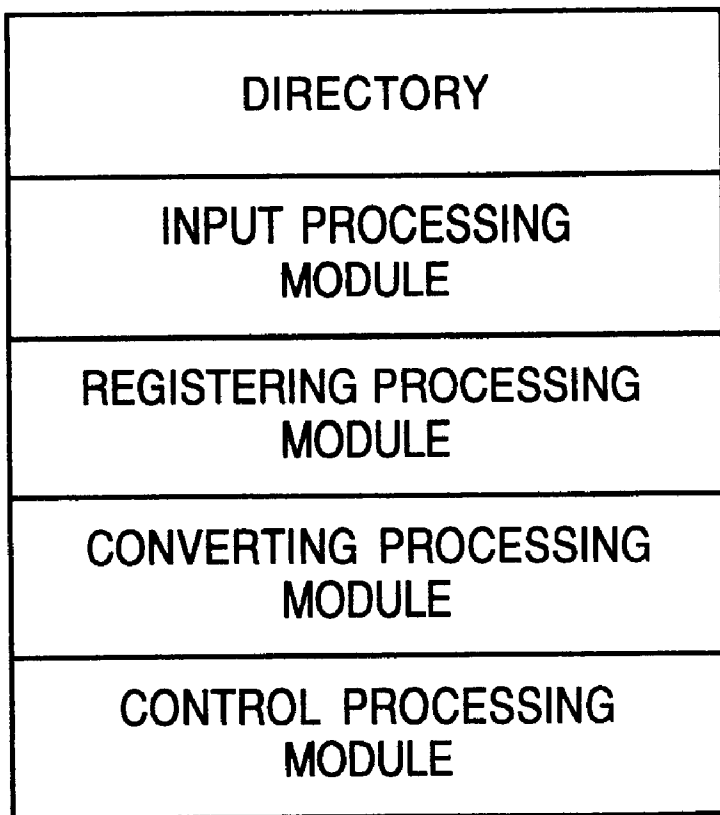 DIRECTORY
INPUT PROCESSING
MODULE
REGISTERING PROCESSING
MODULE
CONVERTING PROCESSING
MODULE
CONTROL PROCESSING
MODULE